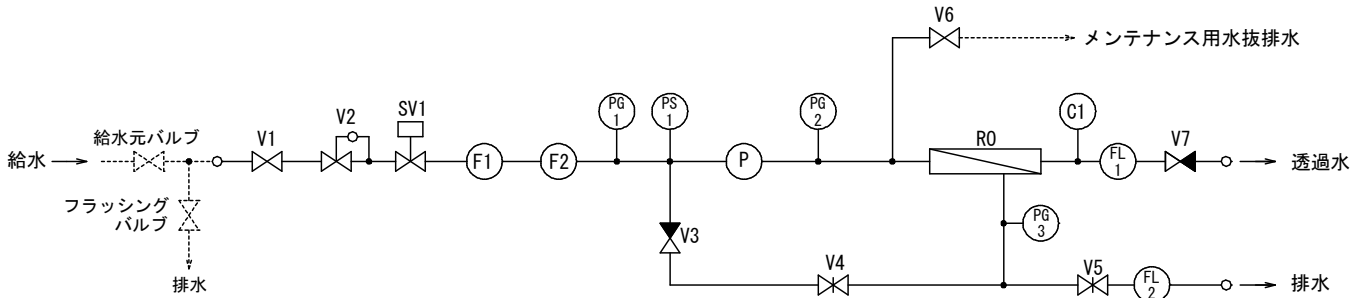 V6
メンテナンス用水抜排水
給水
給水元バルブ
V1
V2
SV1
F1
F2
PG
1
PS
1
P
PG
2
RO
C1
FL
1
V7
透過水
フラッシング
バルブ
排水
V3
V4
PG
3
V5
FL
2
排水